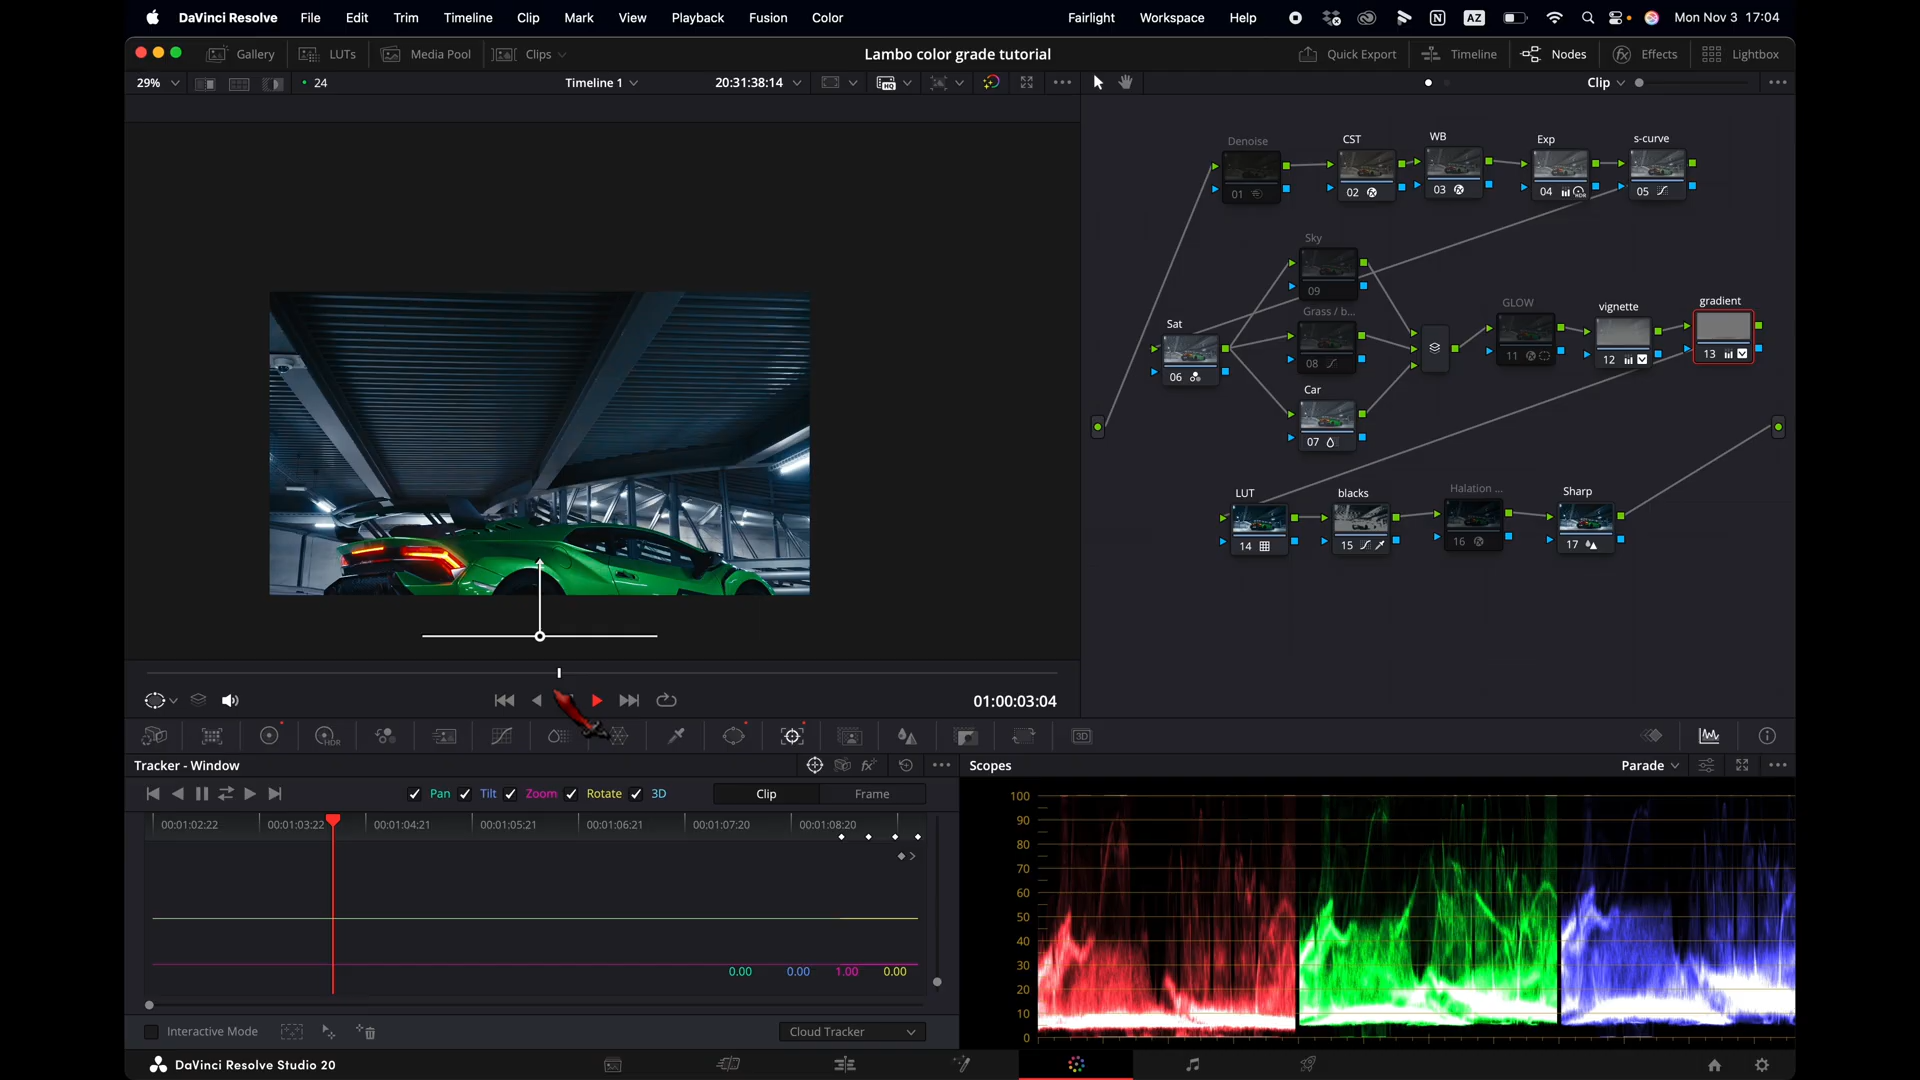 DaVinci Resolve File Edit Trim Timeline Clip Mark View Playback Fusion Color Fairlight Workspace Help AZ Mon Nov 3 17:04
Gallery LUTs Media Pool Clips Lambo color grade tutorial Quick Export Timeline Nodes Effects Lightbox
29% 24 Timeline 1 20:31:38:14 HQ Clip
Denoise CST WB Exp s-curve
01 02 03 04 HDR 05
Sky
09
Grass / b...
08
Sat
06
Car
07
GLOW vignette gradient
11 12 13
LUT blacks Halation ... Sharp
14 15 16 17
01:00:03:04
HDR 3D
Tracker - Window
Pan Tilt Zoom Rotate 3D Clip Frame
00:01:02:22 00:01:03:22 00:01:04:21 00:01:05:21 00:01:06:21 00:01:07:20 00:01:08:20
0.00 0.00 1.00 0.00
Interactive Mode Cloud Tracker
Scopes Parade
100
90
80
70
60
50
40
30
20
10
0
DaVinci Resolve Studio 20